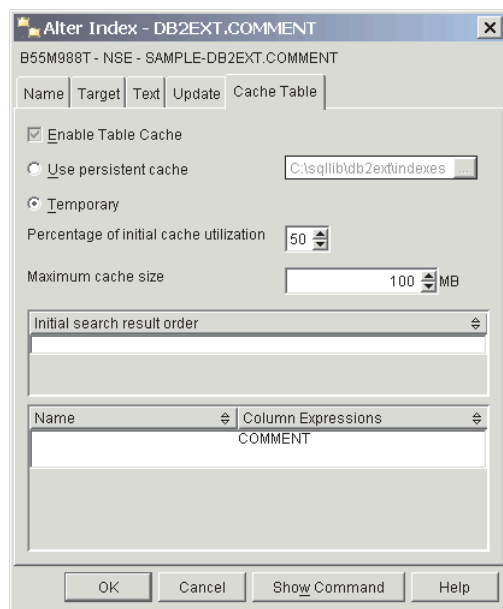 Alter Index - DB2EXT.COMMENT
B55M988T - NSE - SAMPLE-DB2EXT.COMMENT
Name Target Text Update Cache Table
Enable Table Cache
Use persistent cache C:\sqllib\db2ext\indexes ...
Temporary
Percentage of initial cache utilization 50
Maximum cache size 100 MB
Initial search result order
Name Column Expressions
COMMENT
OK Cancel Show Command Help